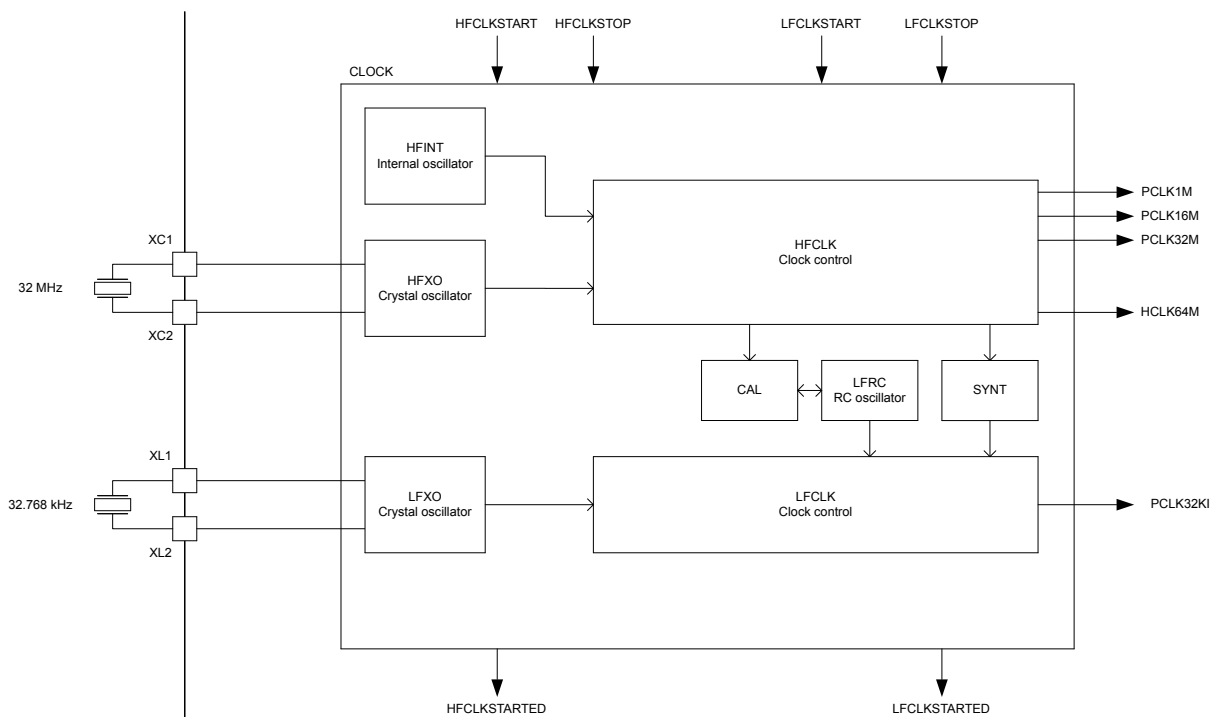 HFCLKSTART
HFCLKSTOP
LFCLKSTART
LFCLKSTOP
CLOCK
HFINT
Internal oscillator
PCLK1M
PCLK16M
PCLK32M
HFCLK
Clock control
XC1
HFXO
Crystal oscillator
32 MHz
XC2
HCLK64M
CAL
LFRC
RC oscillator
SYNT
XL1
LFXO
Crystal oscillator
LFCLK
Clock control
32.768 kHz
PCLK32KI
XL2
HFCLKSTARTED
LFCLKSTARTED